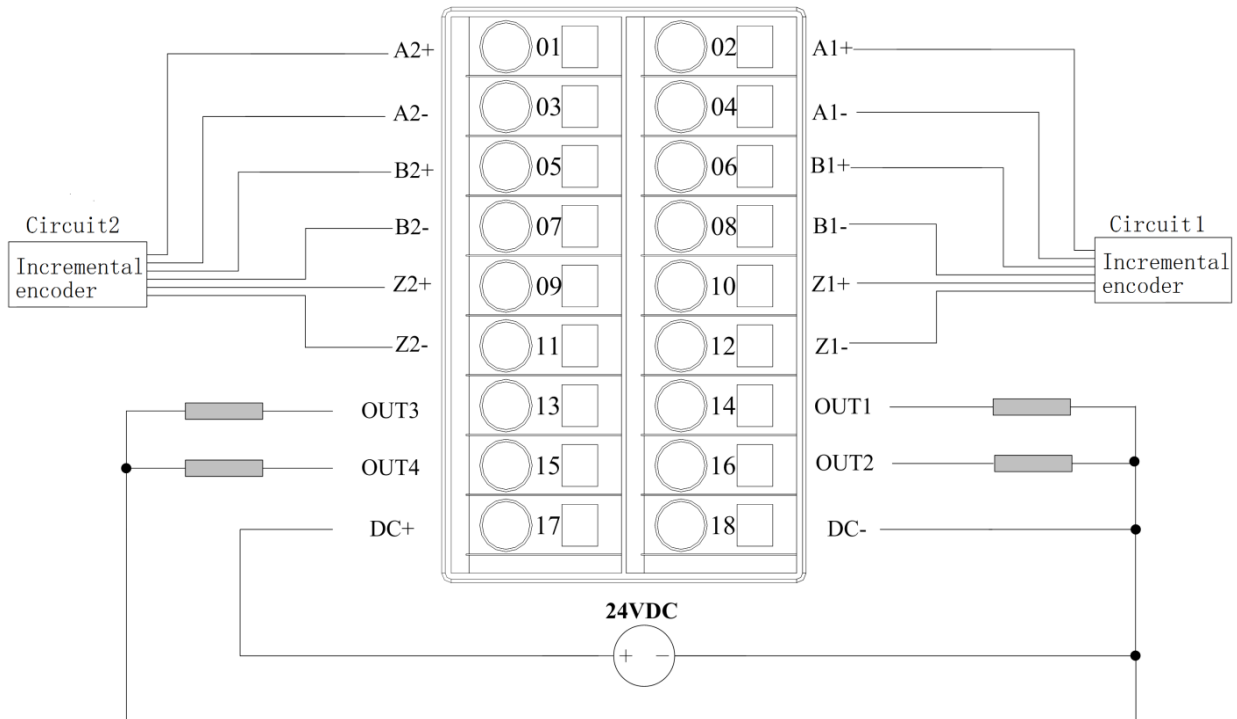 A2+ 01 02 A1+
A2- 03 04 A1-
B2+ 05 06 B1+
Circuit2 B2- 07 08 B1- Circuit1
Incremental Incremental
encoder Z2+ 09 10 Z1+ encoder
Z2- 11 12 Z1-
OUT3 13 14 OUT1
OUT4 15 16 OUT2
DC+ 17 18 DC-
24VDC
+ −